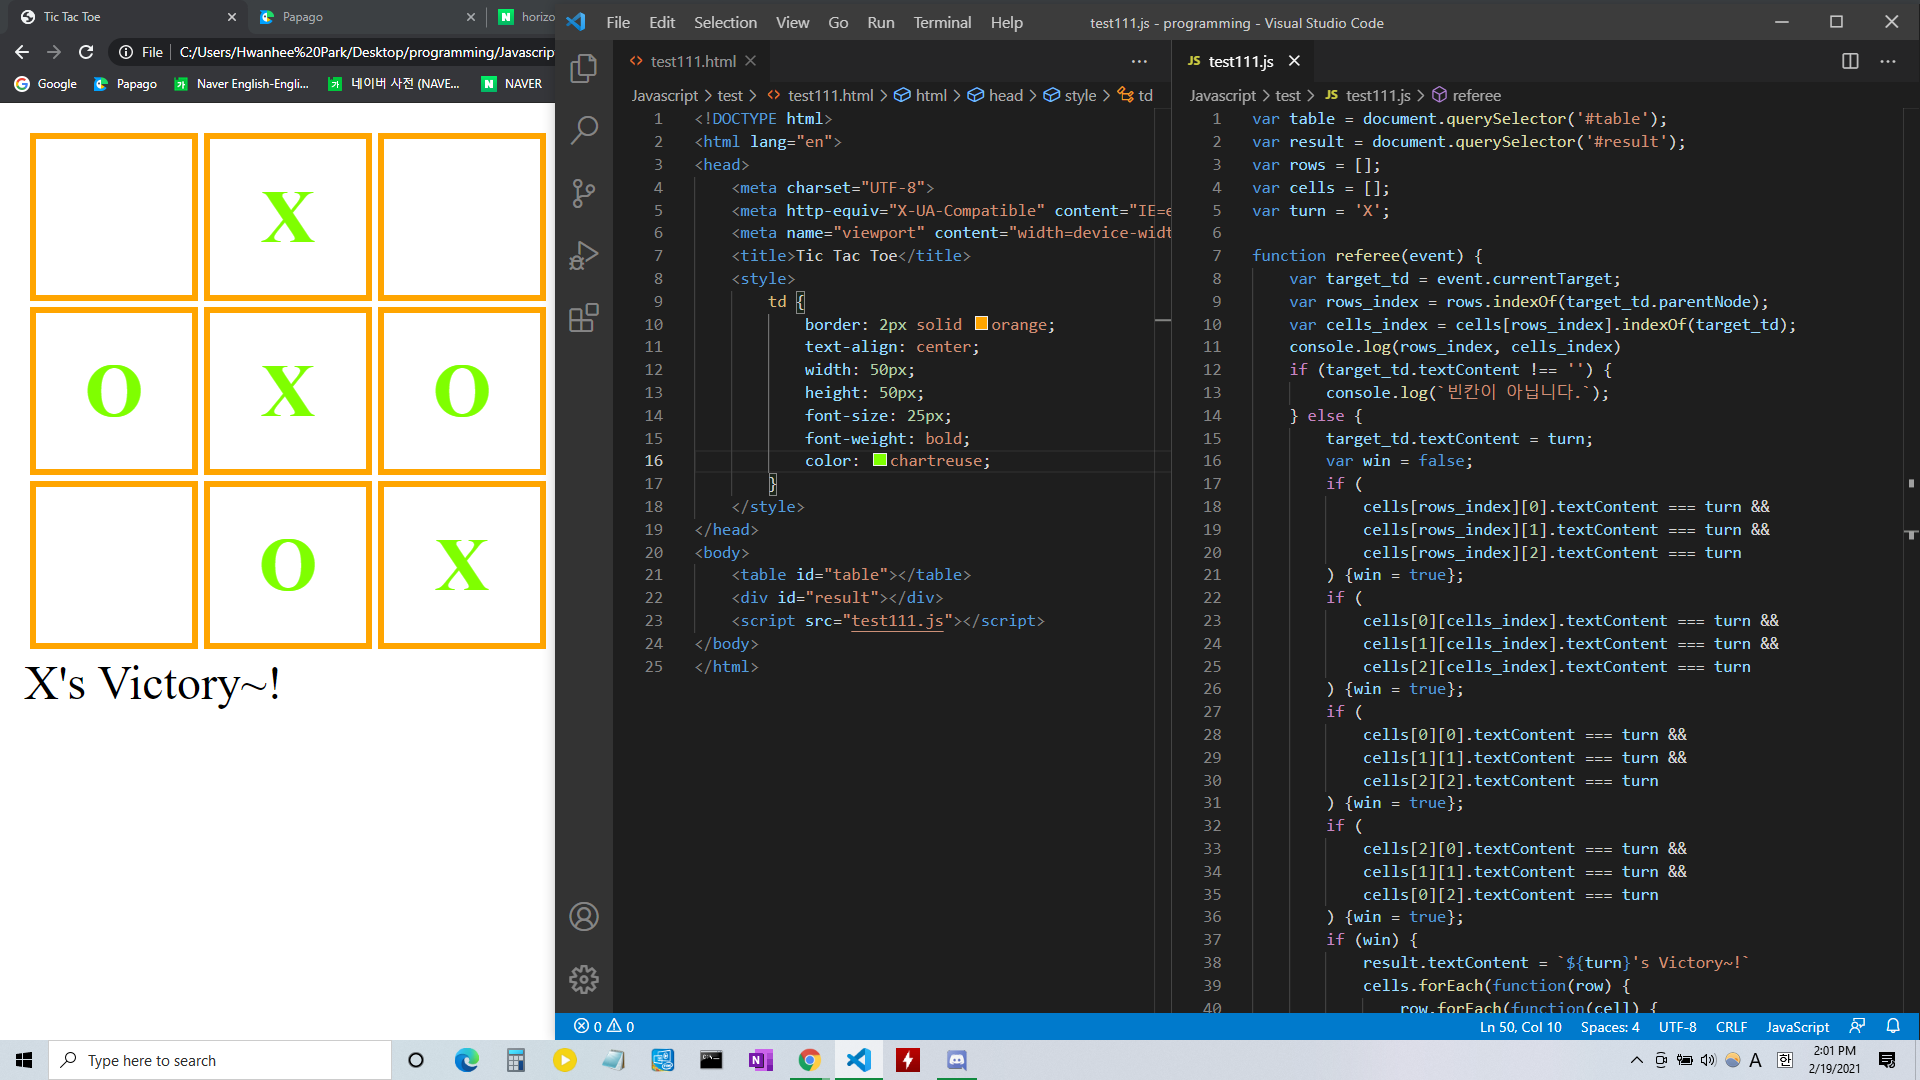 Tic Tac Toe
Papago
horizo
File
C:/Users/Hwanhee%20Park/Desktop/programming/Javascrip
Google
Papago
Naver English-Engli...
네이버 사전 (NAVE...
NAVER
X
O X O
O X
X's Victory~!
File Edit Selection View Go Run Terminal Help
test111.js - programming - Visual Studio Code
test111.html
Javascript > test > test111.html > html > head > style > td
1 <!DOCTYPE html>
2 <html lang="en">
3 <head>
4 <meta charset="UTF-8">
5 <meta http-equiv="X-UA-Compatible" content="IE=e
6 <meta name="viewport" content="width=device-widt
7 <title>Tic Tac Toe</title>
8 <style>
9 td {
10 border: 2px solid orange;
11 text-align: center;
12 width: 50px;
13 height: 50px;
14 font-size: 25px;
15 font-weight: bold;
16 color: chartreuse;
17 }
18 </style>
19 </head>
20 <body>
21 <table id="table"></table>
22 <div id="result"></div>
23 <script src="test111.js"></script>
24 </body>
25 </html>
JS test111.js
Javascript > test > JS test111.js > referee
1 var table = document.querySelector('#table');
2 var result = document.querySelector('#result');
3 var rows = [];
4 var cells = [];
5 var turn = 'X';
6
7 function referee(event) {
8 var target_td = event.currentTarget;
9 var rows_index = rows.indexOf(target_td.parentNode);
10 var cells_index = cells[rows_index].indexOf(target_td);
11 console.log(rows_index, cells_index)
12 if (target_td.textContent !== '') {
13 console.log(`빈칸이 아닙니다.`);
14 } else {
15 target_td.textContent = turn;
16 var win = false;
17 if (
18 cells[rows_index][0].textContent === turn &&
19 cells[rows_index][1].textContent === turn &&
20 cells[rows_index][2].textContent === turn
21 ) {win = true};
22 if (
23 cells[0][cells_index].textContent === turn &&
24 cells[1][cells_index].textContent === turn &&
25 cells[2][cells_index].textContent === turn
26 ) {win = true};
27 if (
28 cells[0][0].textContent === turn &&
29 cells[1][1].textContent === turn &&
30 cells[2][2].textContent === turn
31 ) {win = true};
32 if (
33 cells[2][0].textContent === turn &&
34 cells[1][1].textContent === turn &&
35 cells[0][2].textContent === turn
36 ) {win = true};
37 if (win) {
38 result.textContent = `${turn}'s Victory~!`
39 cells.forEach(function(row) {
40 row.forEach(function(cell) {
0 0
Ln 50, Col 10 Spaces: 4 UTF-8 CRLF JavaScript
Type here to search
A 한
2:01 PM
2/19/2021